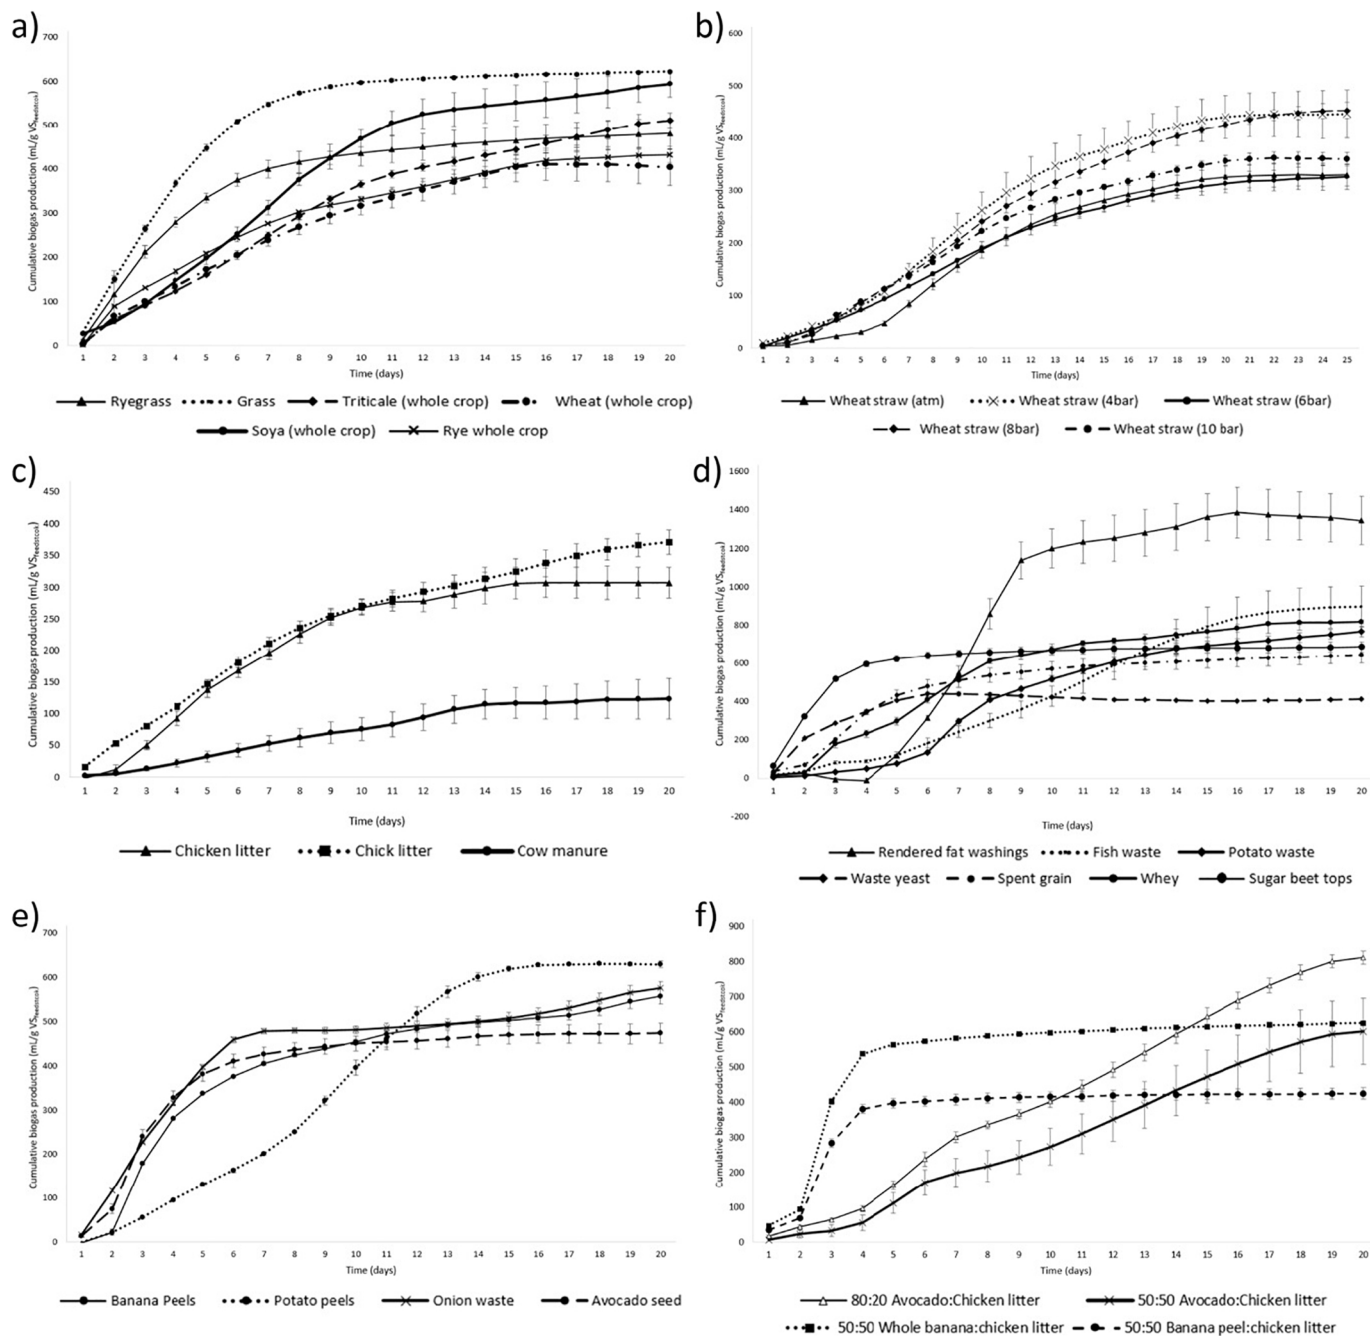 a)
700
600
500
400
300
200
100
0
Cumulative biogas production (mL/g VSfeedstcok)
1 2 3 4 5 6 7 8 9 10 11 12 13 14 15 16 17 18 19 20
Time (days)
Ryegrass Grass Triticale (whole crop) Wheat (whole crop)
Soya (whole crop) Rye whole crop
b)
600
500
400
300
200
100
0
Cumulative biogas production (mL/g VSfeedstcok)
1 2 3 4 5 6 7 8 9 10 11 12 13 14 15 16 17 18 19 20 21 22 23 24 25
Time (days)
Wheat straw (atm) Wheat straw (4bar) Wheat straw (6bar)
Wheat straw (8bar) Wheat straw (10 bar)
c)
450
400
350
300
250
200
150
100
50
0
Cumulative biogas production (mL/g VSfeedstcok)
1 2 3 4 5 6 7 8 9 10 11 12 13 14 15 16 17 18 19 20
Time (days)
Chicken litter Chick litter Cow manure
d)
1600
1400
1200
1000
800
600
400
200
0
-200
Cumulative biogas production (mL/g VSfeedstcok)
1 2 3 4 5 6 7 8 9 10 11 12 13 14 15 16 17 18 19 20
Time (days)
Rendered fat washings Fish waste Potato waste
Waste yeast Spent grain Whey Sugar beet tops
e)
700
600
500
400
300
200
100
0
Cumulative biogas production (mL/g VSfeedstcok)
1 2 3 4 5 6 7 8 9 10 11 12 13 14 15 16 17 18 19 20
Time (days)
Banana Peels Potato peels Onion waste Avocado seed
f)
900
800
700
600
500
400
300
200
100
0
Cumulative biogas production (mL/g VSfeedstcok)
1 2 3 4 5 6 7 8 9 10 11 12 13 14 15 16 17 18 19 20
Time (days)
80:20 Avocado:Chicken litter 50:50 Avocado:Chicken litter
50:50 Whole banana:chicken litter 50:50 Banana peel:chicken litter